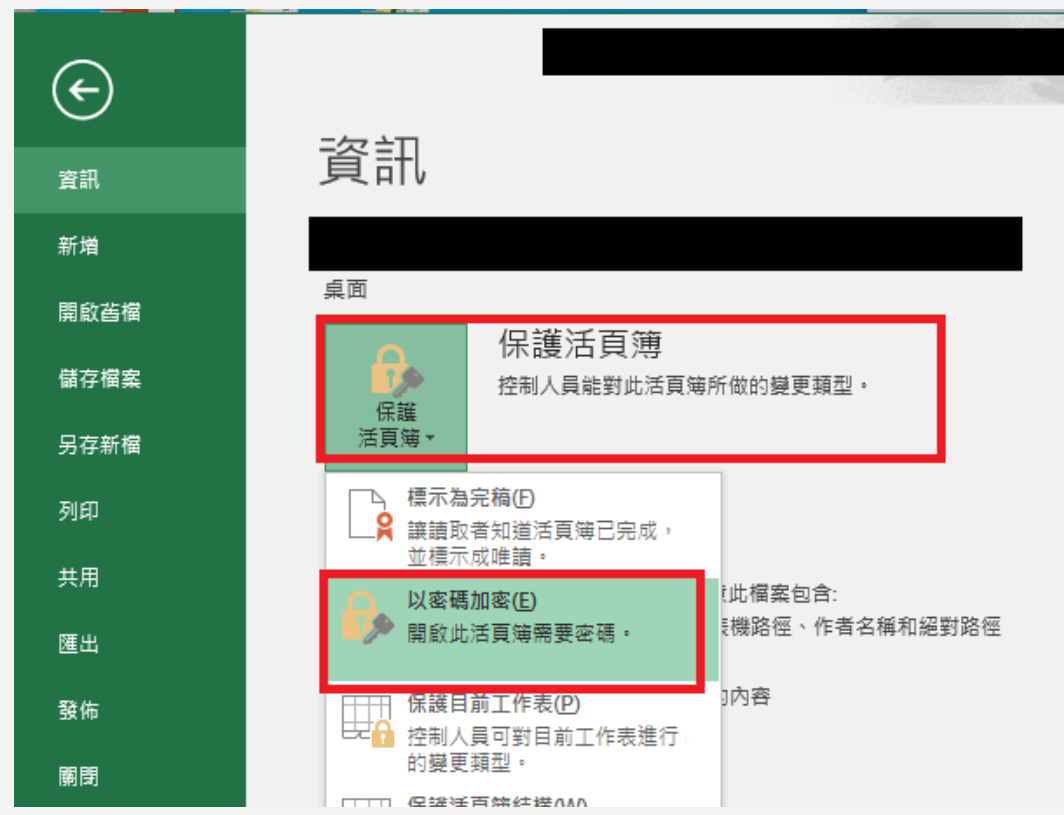 資訊
新增
開啟舊檔
儲存檔案
另存新檔
列印
共用
匯出
發佈
關閉
資訊
桌面
保護
活頁簿
保護活頁簿
控制人員能對此活頁簿所做的變更類型。
標示為完稿(F)
讓讀取者知道活頁簿已完成，
並標示成唯讀。
以密碼加密(E)
開啟此活頁簿需要密碼。
保護目前工作表(P)
控制人員可對目前工作表進行
的變更類型。
保護活頁簿結構(W)
此檔案包含:
機路徑、作者名稱和絕對路徑
的內容